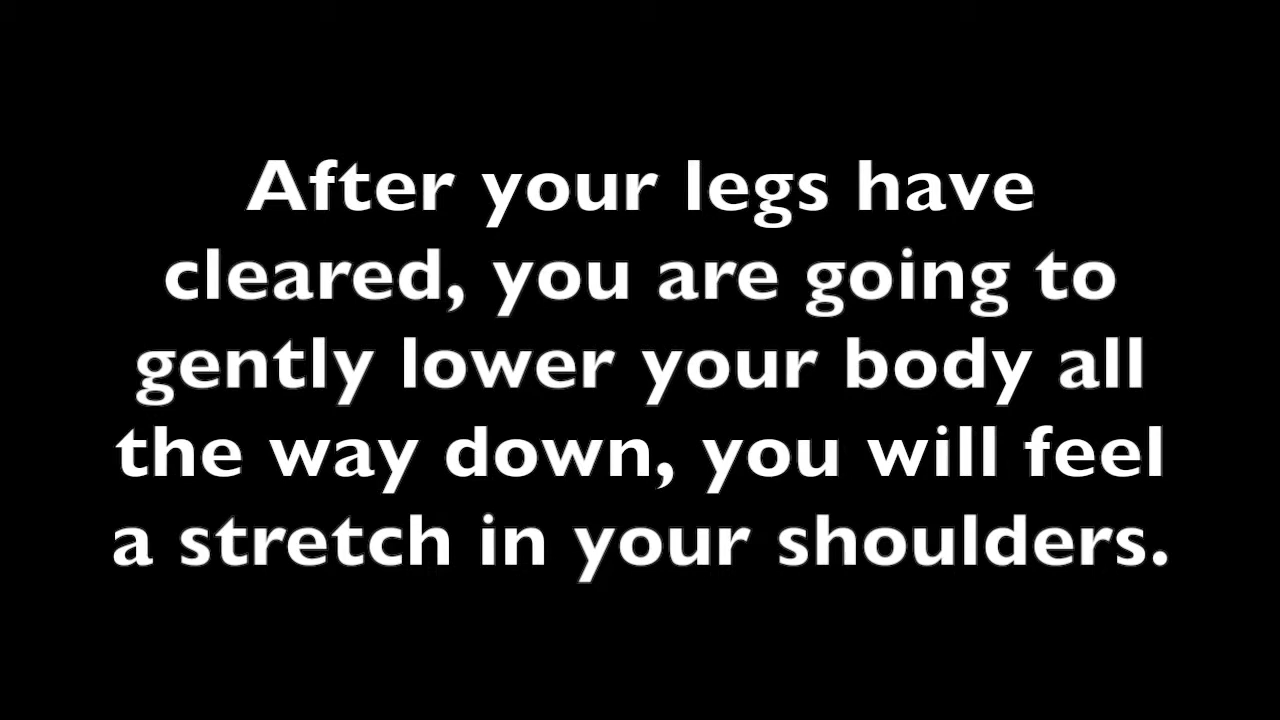 After your legs have
cleared, you are going to
gently lower your body all
the way down, you will feel
a stretch in your shoulders.